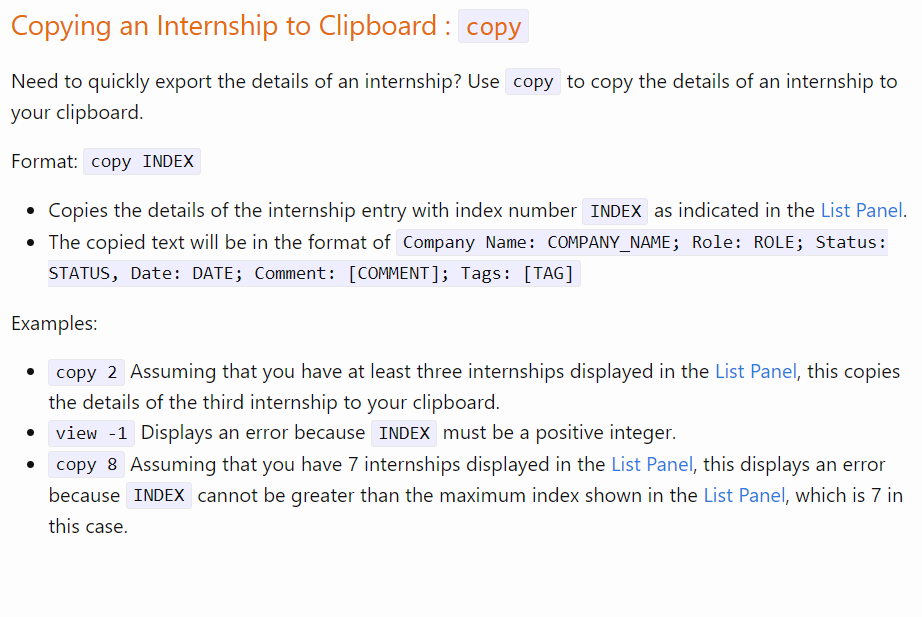 Copying an Internship to Clipboard : copy
Need to quickly export the details of an internship? Use copy to copy the details of an internship to
your clipboard.
Format: copy INDEX
• Copies the details of the internship entry with index number INDEX as indicated in the List Panel.
• The copied text will be in the format of Company Name: COMPANY_NAME; Role: ROLE; Status:
STATUS, Date: DATE; Comment: [COMMENT]; Tags: [TAG]
Examples:
• copy 2 Assuming that you have at least three internships displayed in the List Panel, this copies
the details of the third internship to your clipboard.
• view -1 Displays an error because INDEX must be a positive integer.
• copy 8 Assuming that you have 7 internships displayed in the List Panel, this displays an error
because INDEX cannot be greater than the maximum index shown in the List Panel, which is 7 in
this case.